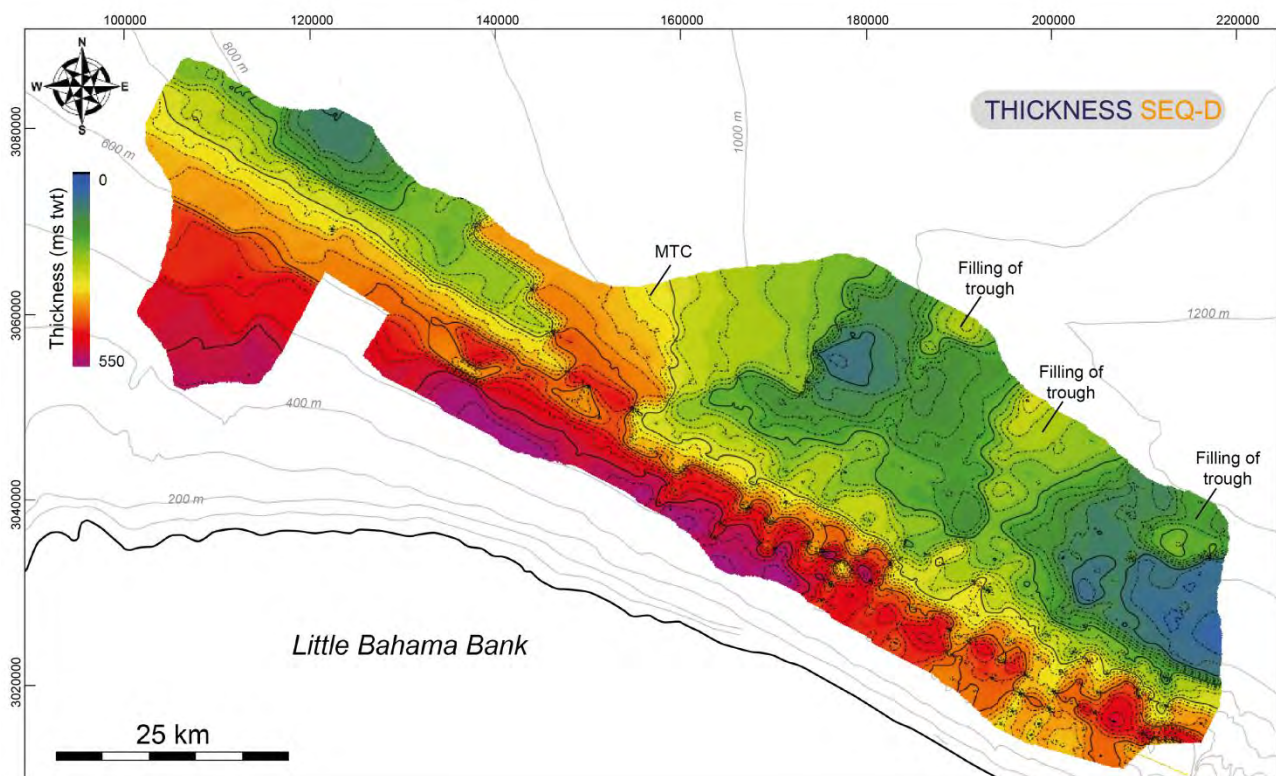 100000 120000 140000 160000 180000 200000 220000
N
W E
S
800 m
600 m
1000 m
THICKNESS SEQ-D
3080000
0
Thickness (ms twt)
550
MTC
Filling of
trough
3060000
1200 m
Filling of
trough
400 m
Filling of
trough
200 m
3040000
Little Bahama Bank
3020000
25 km